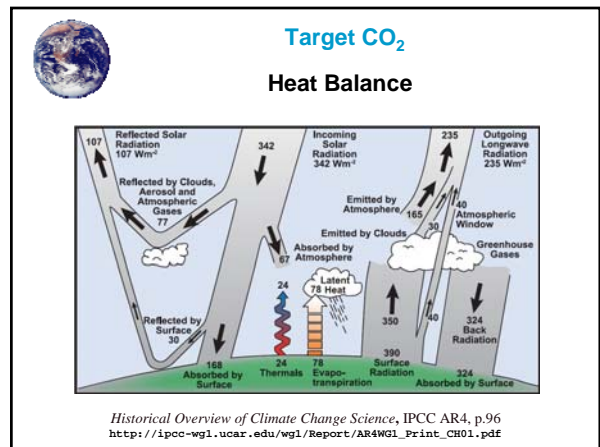 Target CO₂
Heat Balance
107
Reflected Solar
Radiation
107 Wm⁻²
342
Incoming
Solar
Radiation
342 Wm⁻²
235
Outgoing
Longwave
Radiation
235 Wm⁻²
Reflected by Clouds,
Aerosol and
Atmospheric
Gases
77
Emitted by
Atmosphere
165
40
Atmospheric
Window
Emitted by Clouds
30
Greenhouse
Gases
67
Absorbed by
Atmosphere
24
Latent
78 Heat
Reflected by
Surface
30
350
40
324
Back
Radiation
168
Absorbed by
Surface
24
Thermals
78
Evapo-
transpiration
390
Surface
Radiation
324
Absorbed by Surface
Historical Overview of Climate Change Science, IPCC AR4, p.96
http://ipcc-wg1.ucar.edu/wg1/Report/AR4WG1_Print_CH01.pdf